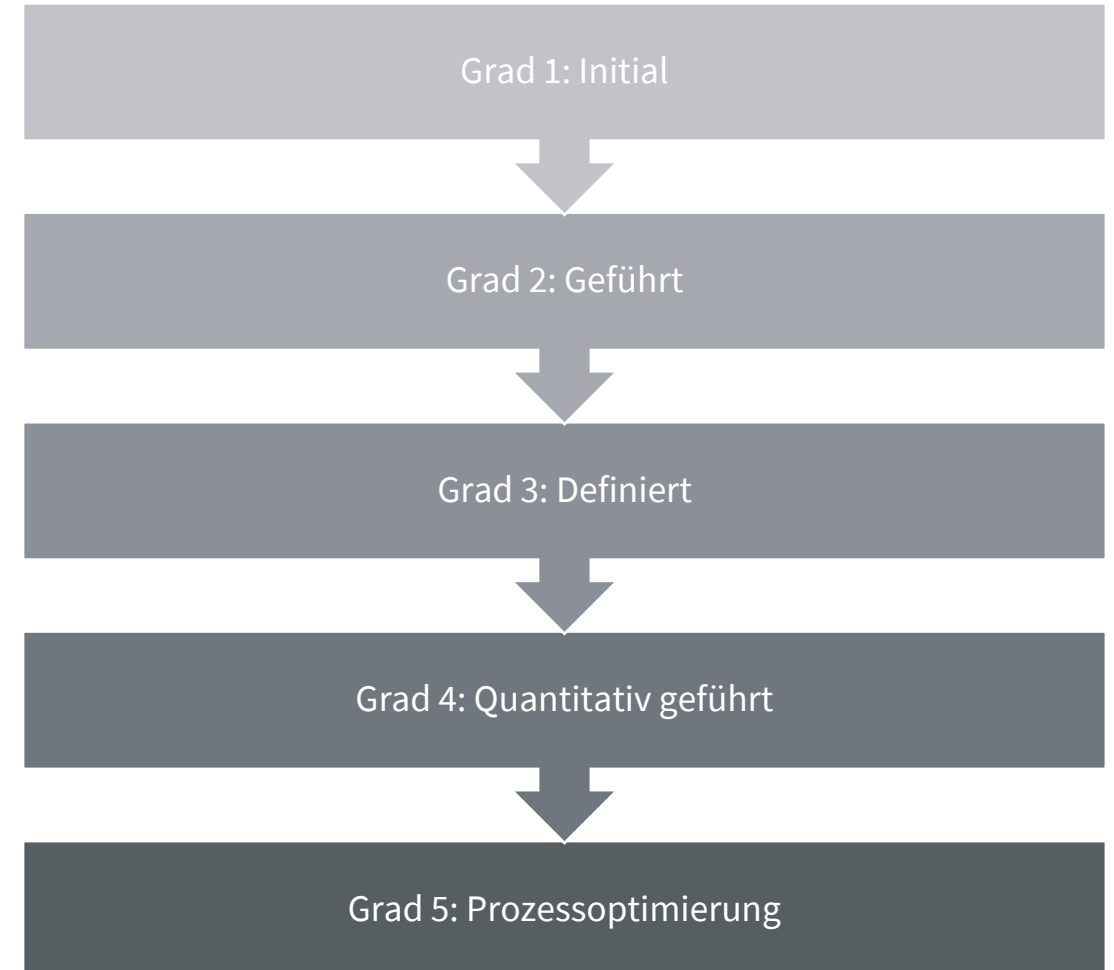 Grad 1: Initial
Grad 2: Geführt
Grad 3: Definiert
Grad 4: Quantitativ geführt
Grad 5: Prozessoptimierung